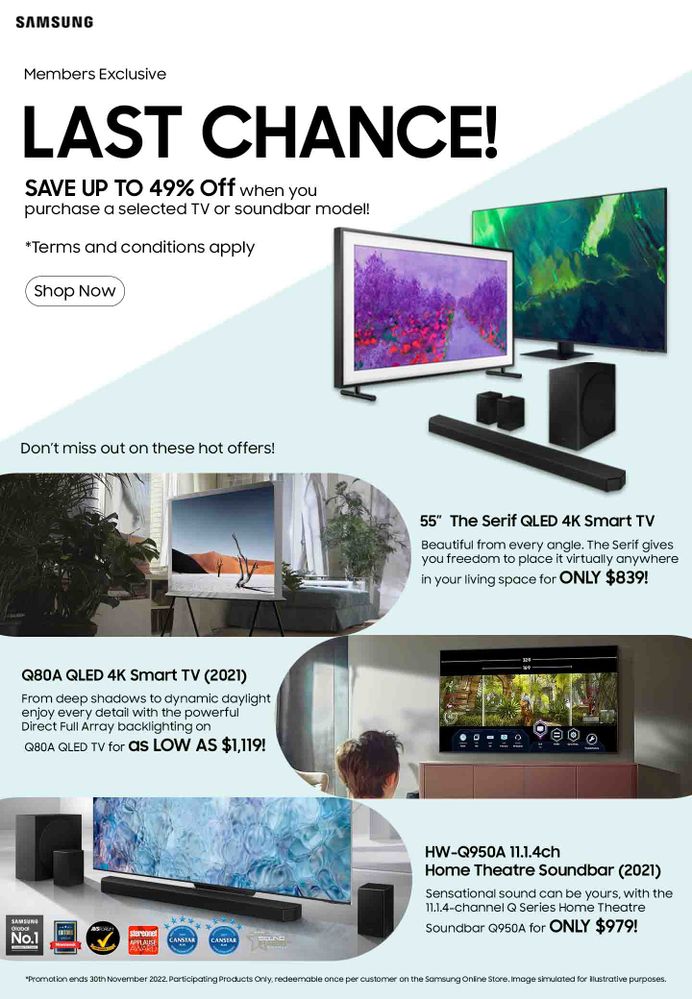 SAMSUNG
Members Exclusive
LAST CHANCE!
SAVE UP TO 49% Off when you
purchase a selected TV or soundbar model!
*Terms and conditions apply
Shop Now
Don't miss out on these hot offers!
55" The Serif QLED 4K Smart TV
Beautiful from every angle. The Serif gives
you freedom to place it virtually anywhere
in your living space for ONLY $839!
Q80A QLED 4K Smart TV (2021)
From deep shadows to dynamic daylight
enjoy every detail with the powerful
Direct Full Array backlighting on
Q80A QLED TV for as LOW AS $1,119!
HW-Q950A 11.1.4ch
Home Theatre Soundbar (2021)
Sensational sound can be yours, with the
11.1.4-channel Q Series Home Theatre
Soundbar Q950A for ONLY $979!
SAMSUNG
Global
No.1
stereonet
APPLAUSE
AWARD
CANSTAR
CANSTAR
SOUND
*Promotion ends 30th November 2022. Participating Products Only, redeemable once per customer on the Samsung Online Store. Image simulated for illustrative purposes.